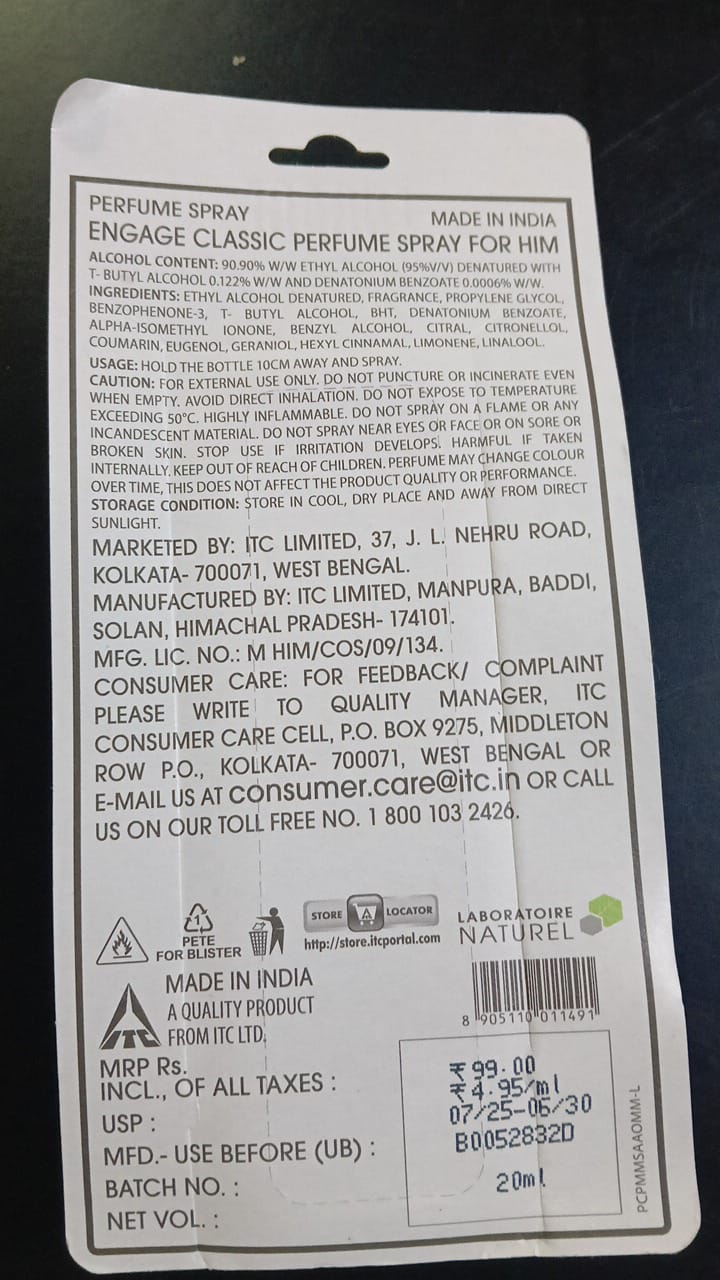 PERFUME SPRAY MADE IN INDIA
ENGAGE CLASSIC PERFUME SPRAY FOR HIM
ALCOHOL CONTENT: 90.90% W/W ETHYL ALCOHOL (95%V/V) DENATURED WITH
T- BUTYL ALCOHOL 0.122% W/W AND DENATONIUM BENZOATE 0.0006% W/W.
INGREDIENTS: ETHYL ALCOHOL DENATURED, FRAGRANCE, PROPYLENE GLYCOL,
BENZOPHENONE-3, T- BUTYL ALCOHOL, BHT, DENATONIUM BENZOATE,
ALPHA-ISOMETHYL IONONE, BENZYL ALCOHOL, CITRAL, CITRONELLOL,
COUMARIN, EUGENOL, GERANIOL, HEXYL CINNAMAL, LIMONENE, LINALOOL.
USAGE: HOLD THE BOTTLE 10CM AWAY AND SPRAY.
CAUTION: FOR EXTERNAL USE ONLY. DO NOT PUNCTURE OR INCINERATE EVEN
WHEN EMPTY. AVOID DIRECT INHALATION. DO NOT EXPOSE TO TEMPERATURE
EXCEEDING 50°C. HIGHLY INFLAMMABLE. DO NOT SPRAY ON A FLAME OR ANY
INCANDESCENT MATERIAL. DO NOT SPRAY NEAR EYES OR FACE OR ON SORE OR
BROKEN SKIN. STOP USE IF IRRITATION DEVELOPS. HARMFUL IF TAKEN
INTERNALLY. KEEP OUT OF REACH OF CHILDREN. PERFUME MAY CHANGE COLOUR
OVER TIME, THIS DOES NOT AFFECT THE PRODUCT QUALITY OR PERFORMANCE.
STORAGE CONDITION: STORE IN COOL, DRY PLACE AND AWAY FROM DIRECT
SUNLIGHT.
MARKETED BY: ITC LIMITED, 37, J. L. NEHRU ROAD,
KOLKATA- 700071, WEST BENGAL.
MANUFACTURED BY: ITC LIMITED, MANPURA, BADDI,
SOLAN, HIMACHAL PRADESH- 174101.
MFG. LIC. NO.: M HIM/COS/09/134.
CONSUMER CARE: FOR FEEDBACK/ COMPLAINT
PLEASE WRITE TO QUALITY MANAGER, ITC
CONSUMER CARE CELL, P.O. BOX 9275, MIDDLETON
ROW P.O., KOLKATA- 700071, WEST BENGAL OR
E-MAIL US AT consumer.care@itc.in OR CALL
US ON OUR TOLL FREE NO. 1 800 103 2426.
1
PETE
FOR BLISTER
STORE A LOCATOR
http://store.itcportal.com
LABORATOIRE
NATUREL
ITC
MADE IN INDIA
A QUALITY PRODUCT
FROM ITC LTD.
8 905110 011491
MRP Rs.
INCL., OF ALL TAXES : ₹ 99.00
USP : ₹ 4.95/ml
MFD.- USE BEFORE (UB) : 07/25-06/30
BATCH NO. : B0052832D
NET VOL. : 20ml
PCPMMSAAOMM-L